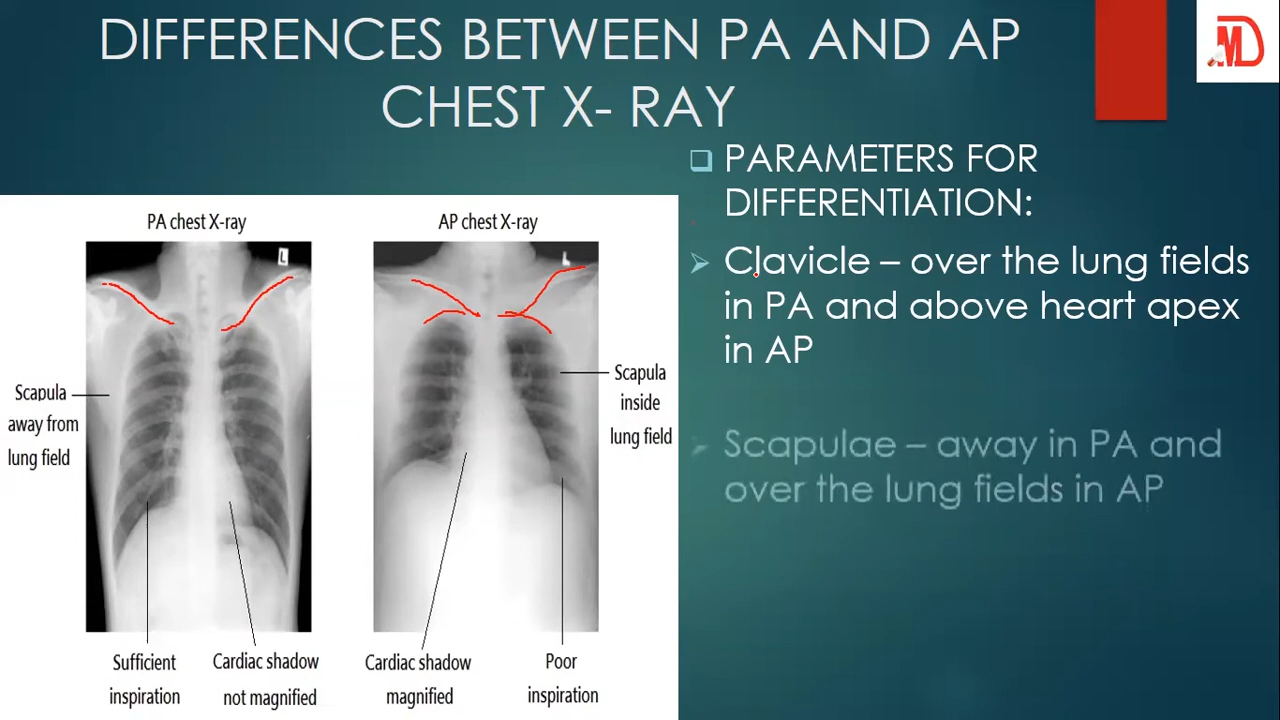 DIFFERENCES BETWEEN PA AND AP
CHEST X- RAY
MD
PARAMETERS FOR
DIFFERENTIATION:
Clavicle – over the lung fields
in PA and above heart apex
in AP
Scapulae – away in PA and
over the lung fields in AP
PA chest X-ray
AP chest X-ray
L
L
Scapula
away from
lung field
Scapula
inside
lung field
Sufficient
inspiration
Cardiac shadow
not magnified
Cardiac shadow
magnified
Poor
inspiration